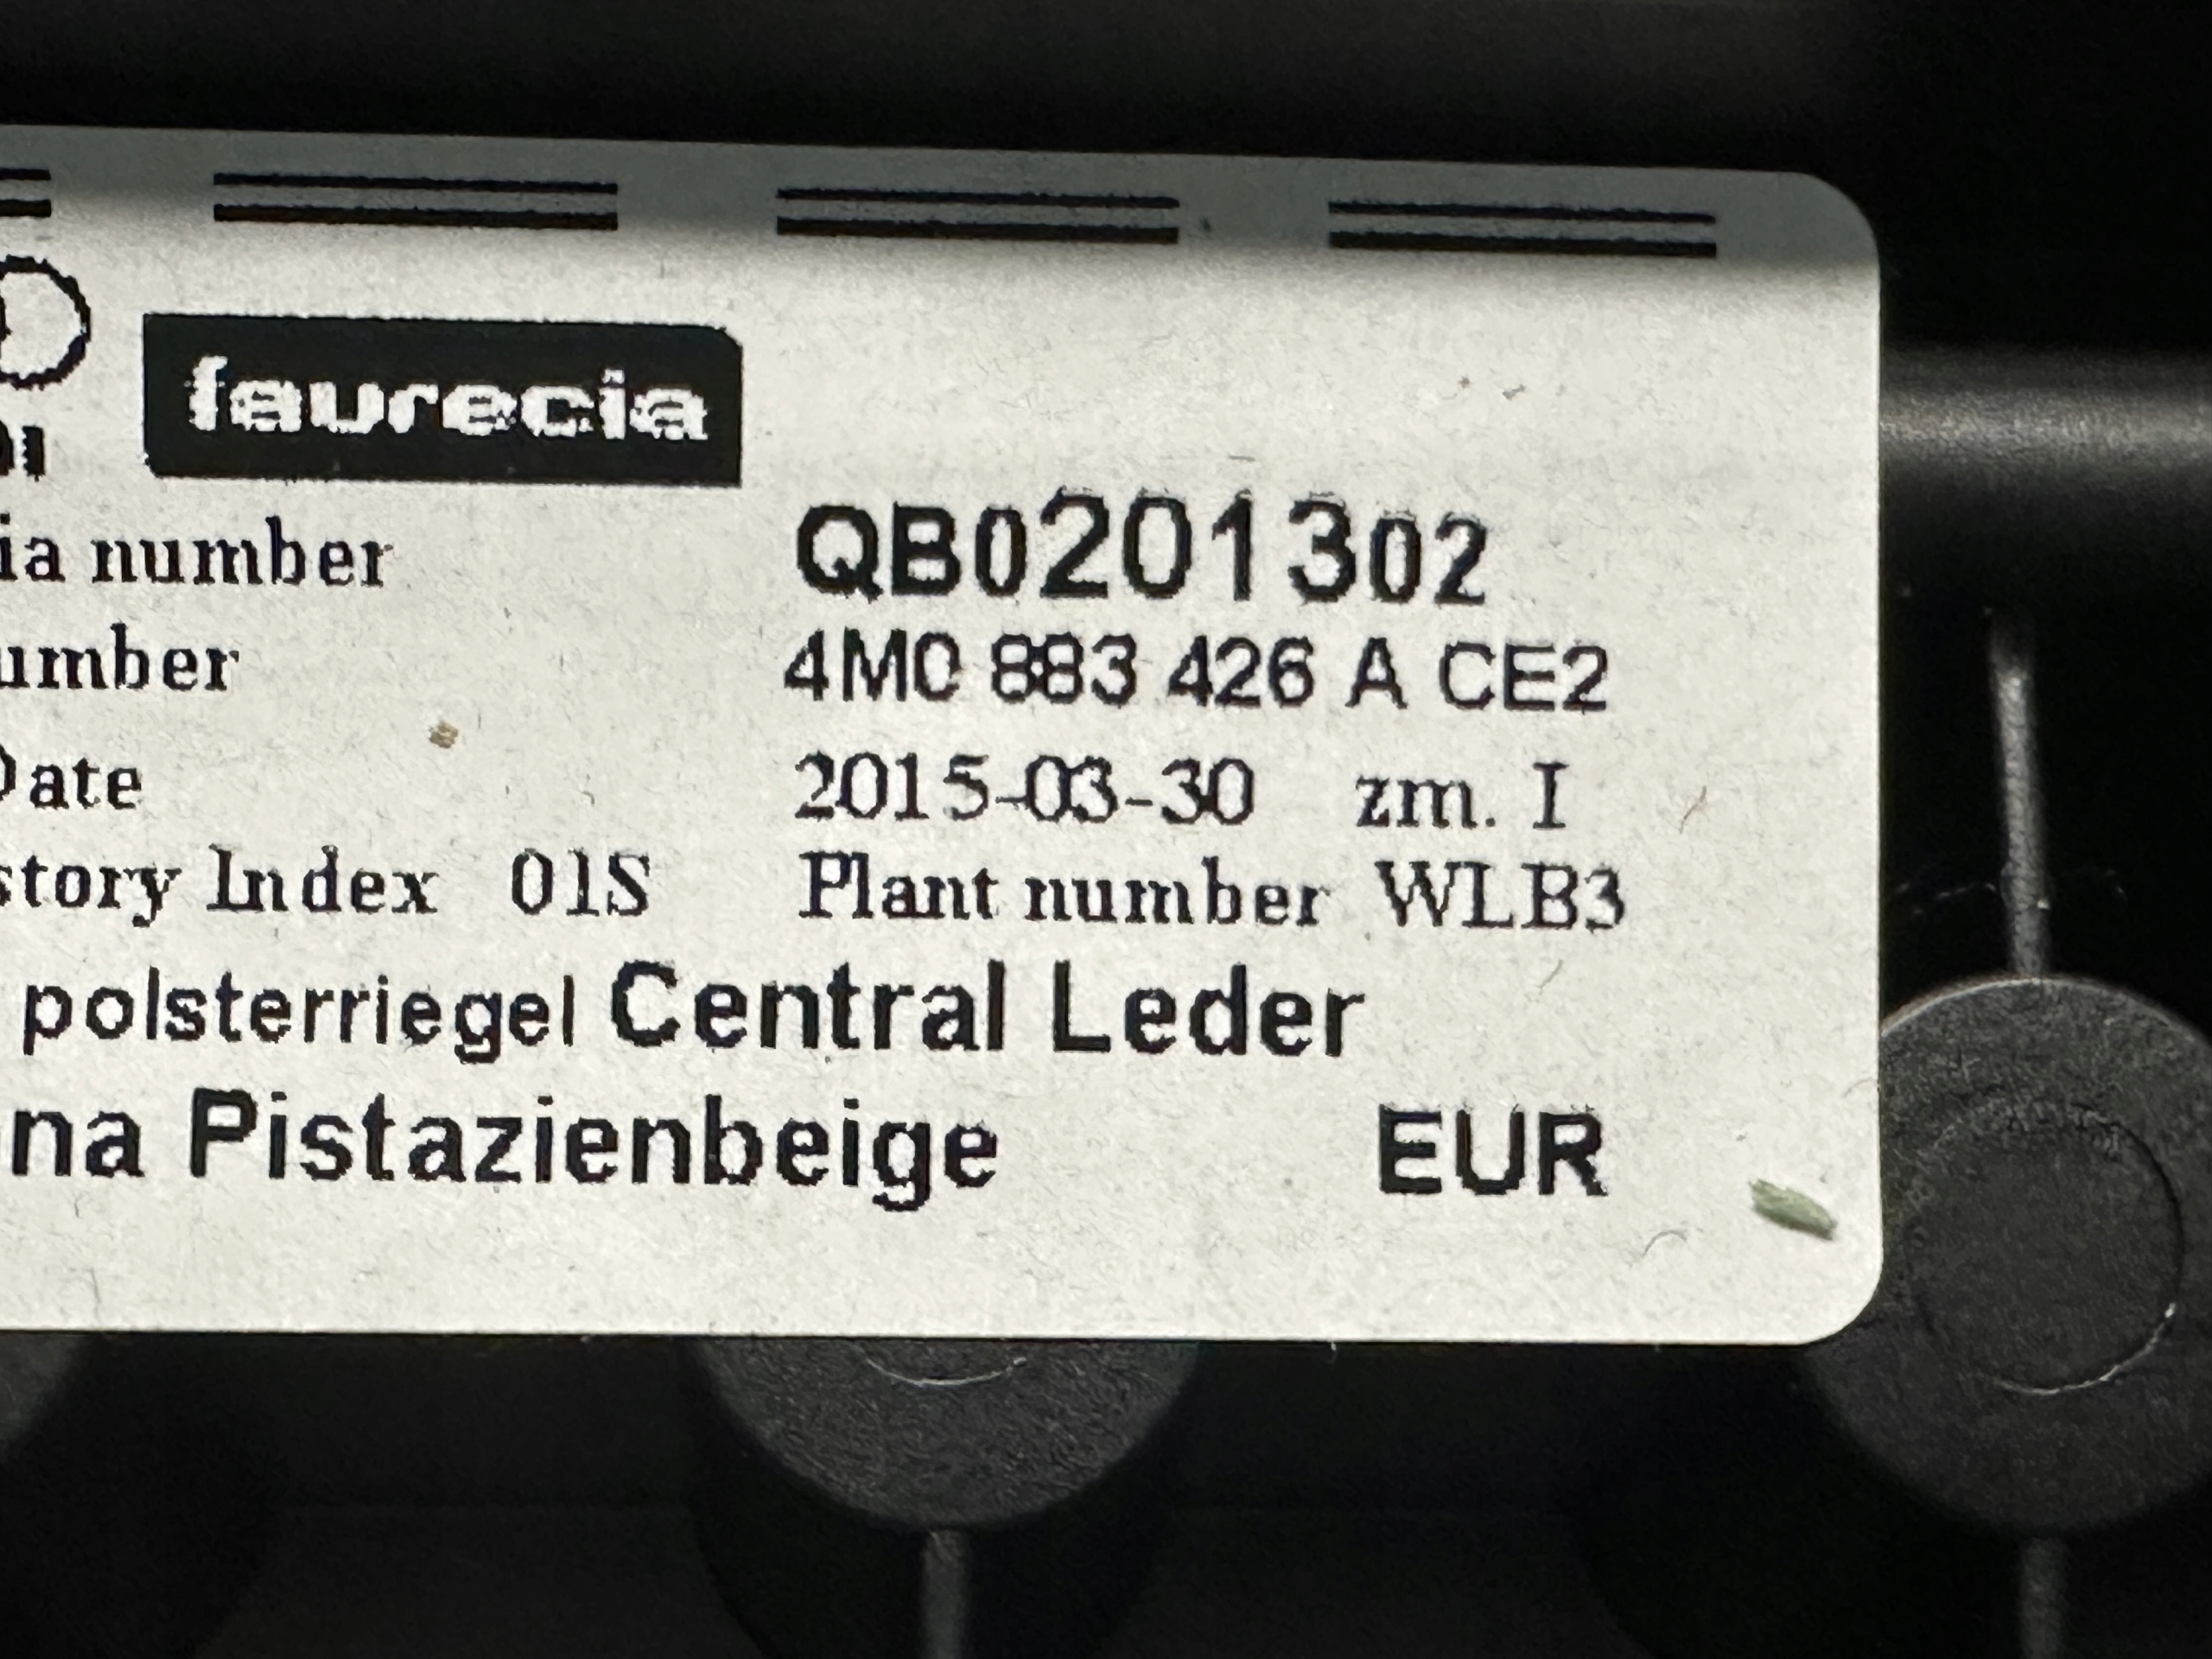 faurecia
ia number QB0201302
umber 4M0 883 426 A CE2
Date 2015-03-30 zm. I
story Index 01S Plant number WLB3
polsterriegel Central Leder
na Pistazienbeige EUR